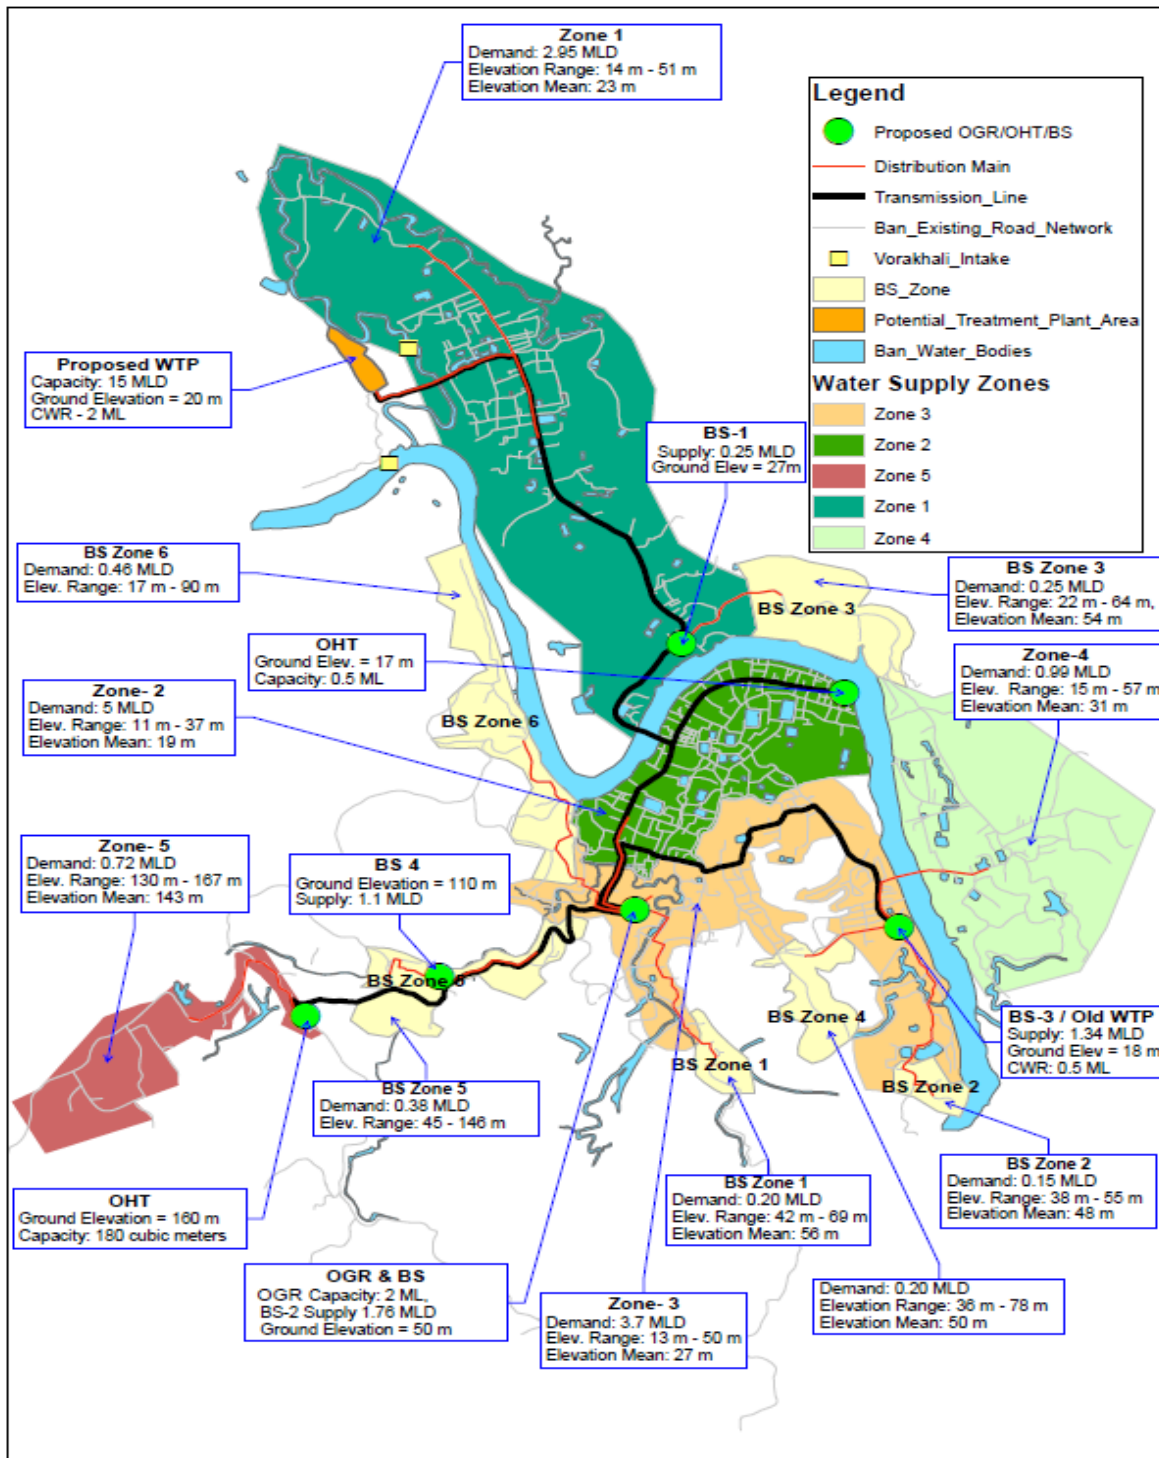 Zone 1
Demand: 2.95 MLD
Elevation Range: 14 m - 51 m
Elevation Mean: 23 m
Legend
Proposed OGR/OHT/BS
Distribution Main
Transmission_Line
Ban_Existing_Road_Network
Vorakhali_Intake
BS_Zone
Potential_Treatment_Plant_Area
Ban_Water_Bodies
Water Supply Zones
Zone 3
Zone 2
Zone 5
Zone 1
Zone 4
Proposed WTP
Capacity: 15 MLD
Ground Elevation = 20 m
CWR - 2 ML
BS-1
Supply: 0.25 MLD
Ground Elev = 27m
BS Zone 6
Demand: 0.46 MLD
Elev. Range: 17 m - 90 m
BS Zone 3
Demand: 0.25 MLD
Elev. Range: 22 m - 64 m,
Elevation Mean: 54 m
BS Zone 3
OHT
Ground Elev. = 17 m
Capacity: 0.5 ML
Zone-4
Demand: 0.99 MLD
Elev. Range: 15 m - 57 m
Elevation Mean: 31 m
Zone- 2
Demand: 5 MLD
Elev. Range: 11 m - 37 m
Elevation Mean: 19 m
BS Zone 6
Zone- 5
Demand: 0.72 MLD
Elev. Range: 130 m - 167 m
Elevation Mean: 143 m
BS 4
Ground Elevation = 110 m
Supply: 1.1 MLD
BS Zone 5
BS Zone 4
BS-3 / Old WTP
Supply: 1.34 MLD
Ground Elev = 18 m
CWR: 0.5 ML
BS Zone 1
BS Zone 2
BS Zone 5
Demand: 0.38 MLD
Elev. Range: 45 - 146 m
BS Zone 2
Demand: 0.15 MLD
Elev. Range: 38 m - 55 m
Elevation Mean: 48 m
BS Zone 1
Demand: 0.20 MLD
Elev. Range: 42 m - 69 m
Elevation Mean: 56 m
OHT
Ground Elevation = 160 m
Capacity: 180 cubic meters
OGR & BS
OGR Capacity: 2 ML,
BS-2 Supply 1.76 MLD
Ground Elevation = 50 m
Zone- 3
Demand: 3.7 MLD
Elev. Range: 13 m - 50 m
Elevation Mean: 27 m
Demand: 0.20 MLD
Elevation Range: 36 m - 78 m
Elevation Mean: 50 m